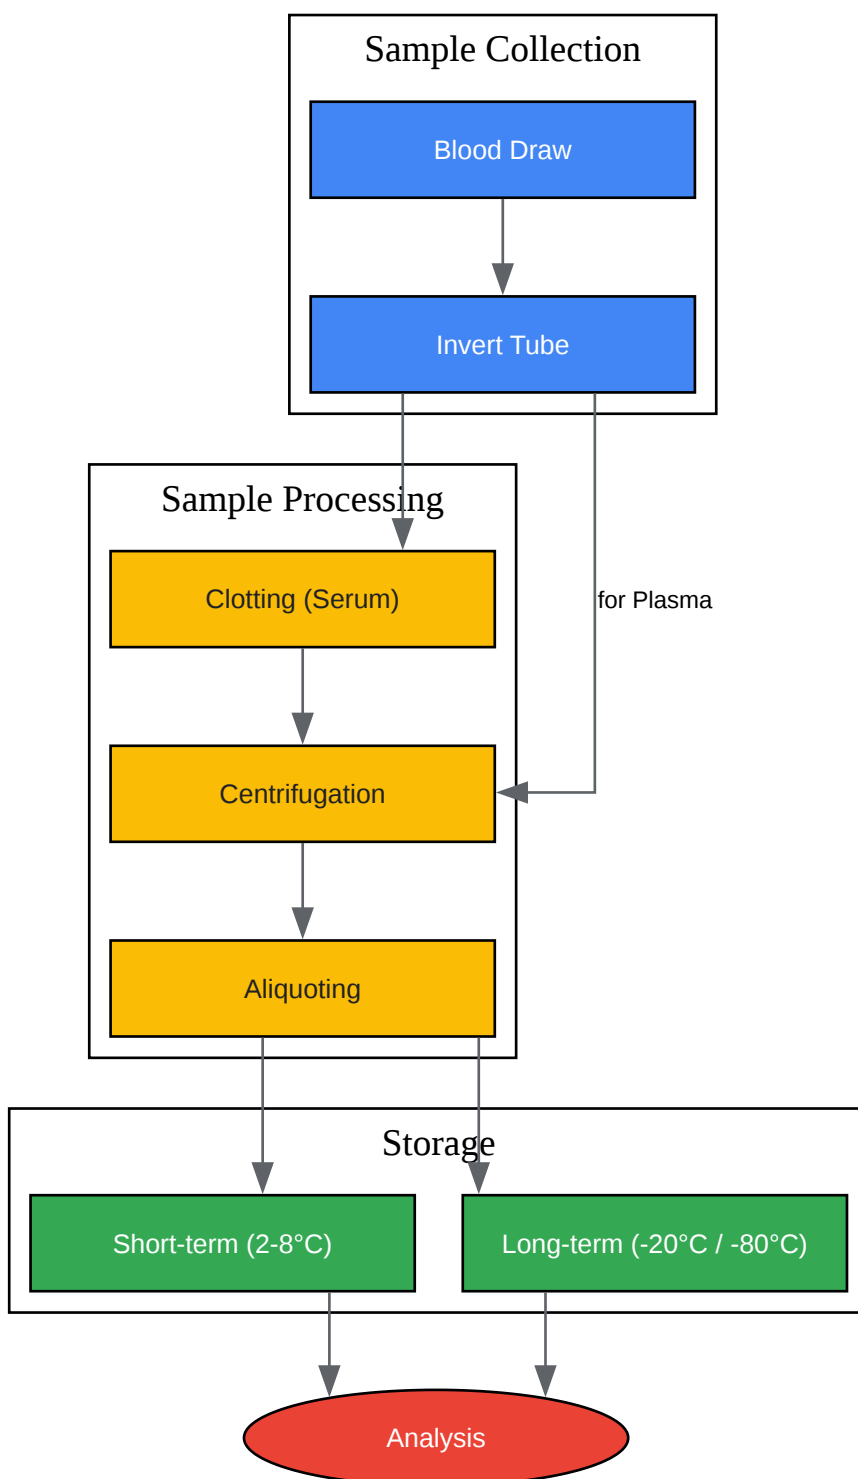 Sample Collection
Blood Draw
Invert Tube
Sample Processing
Clotting (Serum)
for Plasma
Centrifugation
Aliquoting
Storage
Short-term (2-8°C)
Long-term (-20°C / -80°C)
Analysis